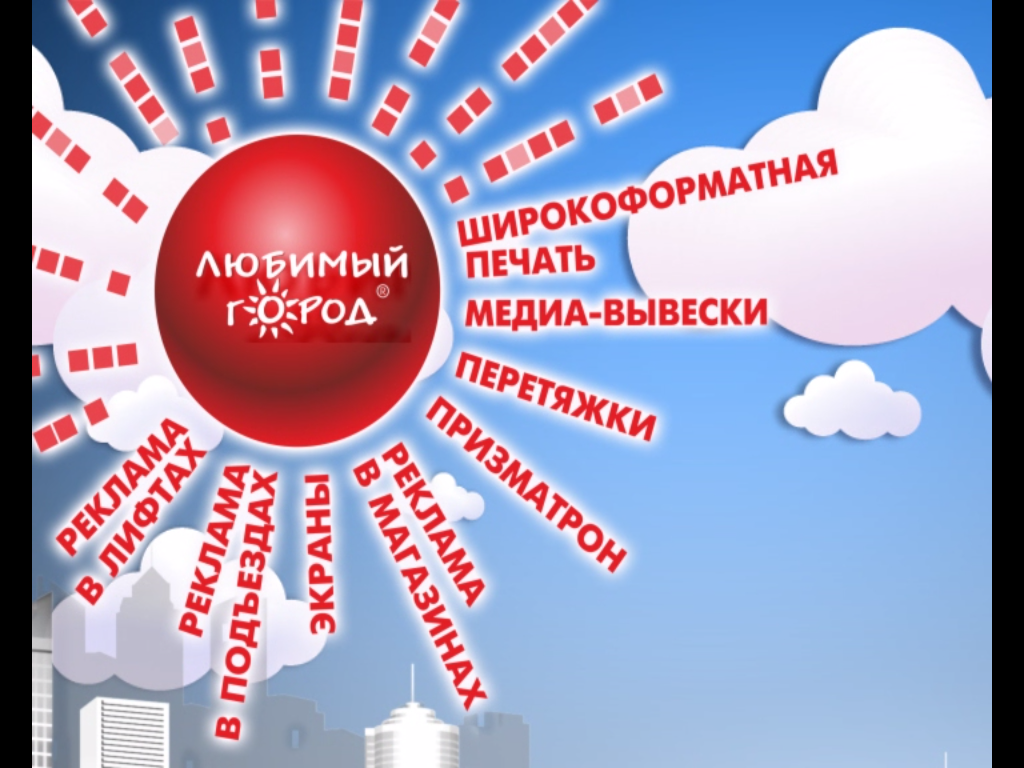 ЛЮБИМЫЙ
ГОРОД®
ШИРОКОФОРМАТНАЯ
ПЕЧАТЬ
МЕДИА-ВЫВЕСКИ
ПЕРЕТЯЖКИ
ПРИЗМАТРОН
РЕКЛАМА
В МАГАЗИНАХ
ЭКРАНЫ
РЕКЛАМА
В ПОДЪЕЗДАХ
РЕКЛАМА
В ЛИФТАХ